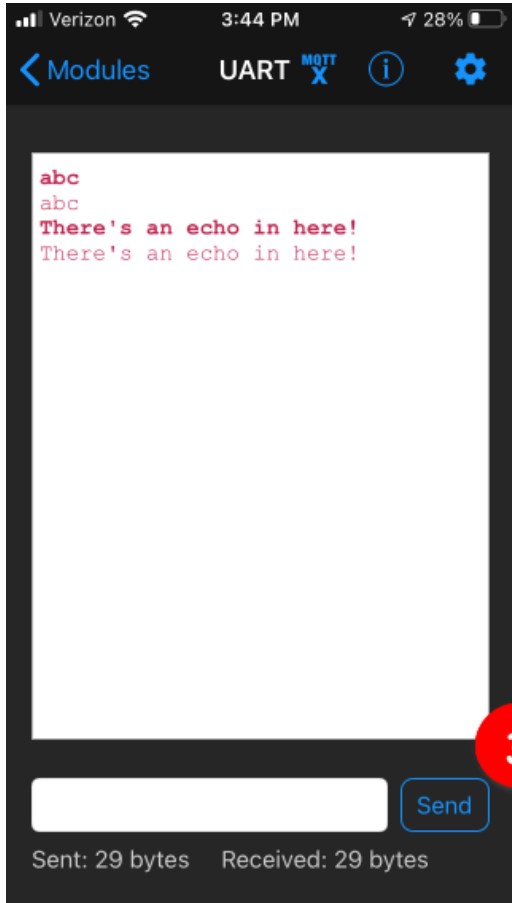 Verizon 3:44 PM 28%
Modules UART MQTT X i
abc
abc
There's an echo in here!
There's an echo in here!
Send
Sent: 29 bytes Received: 29 bytes